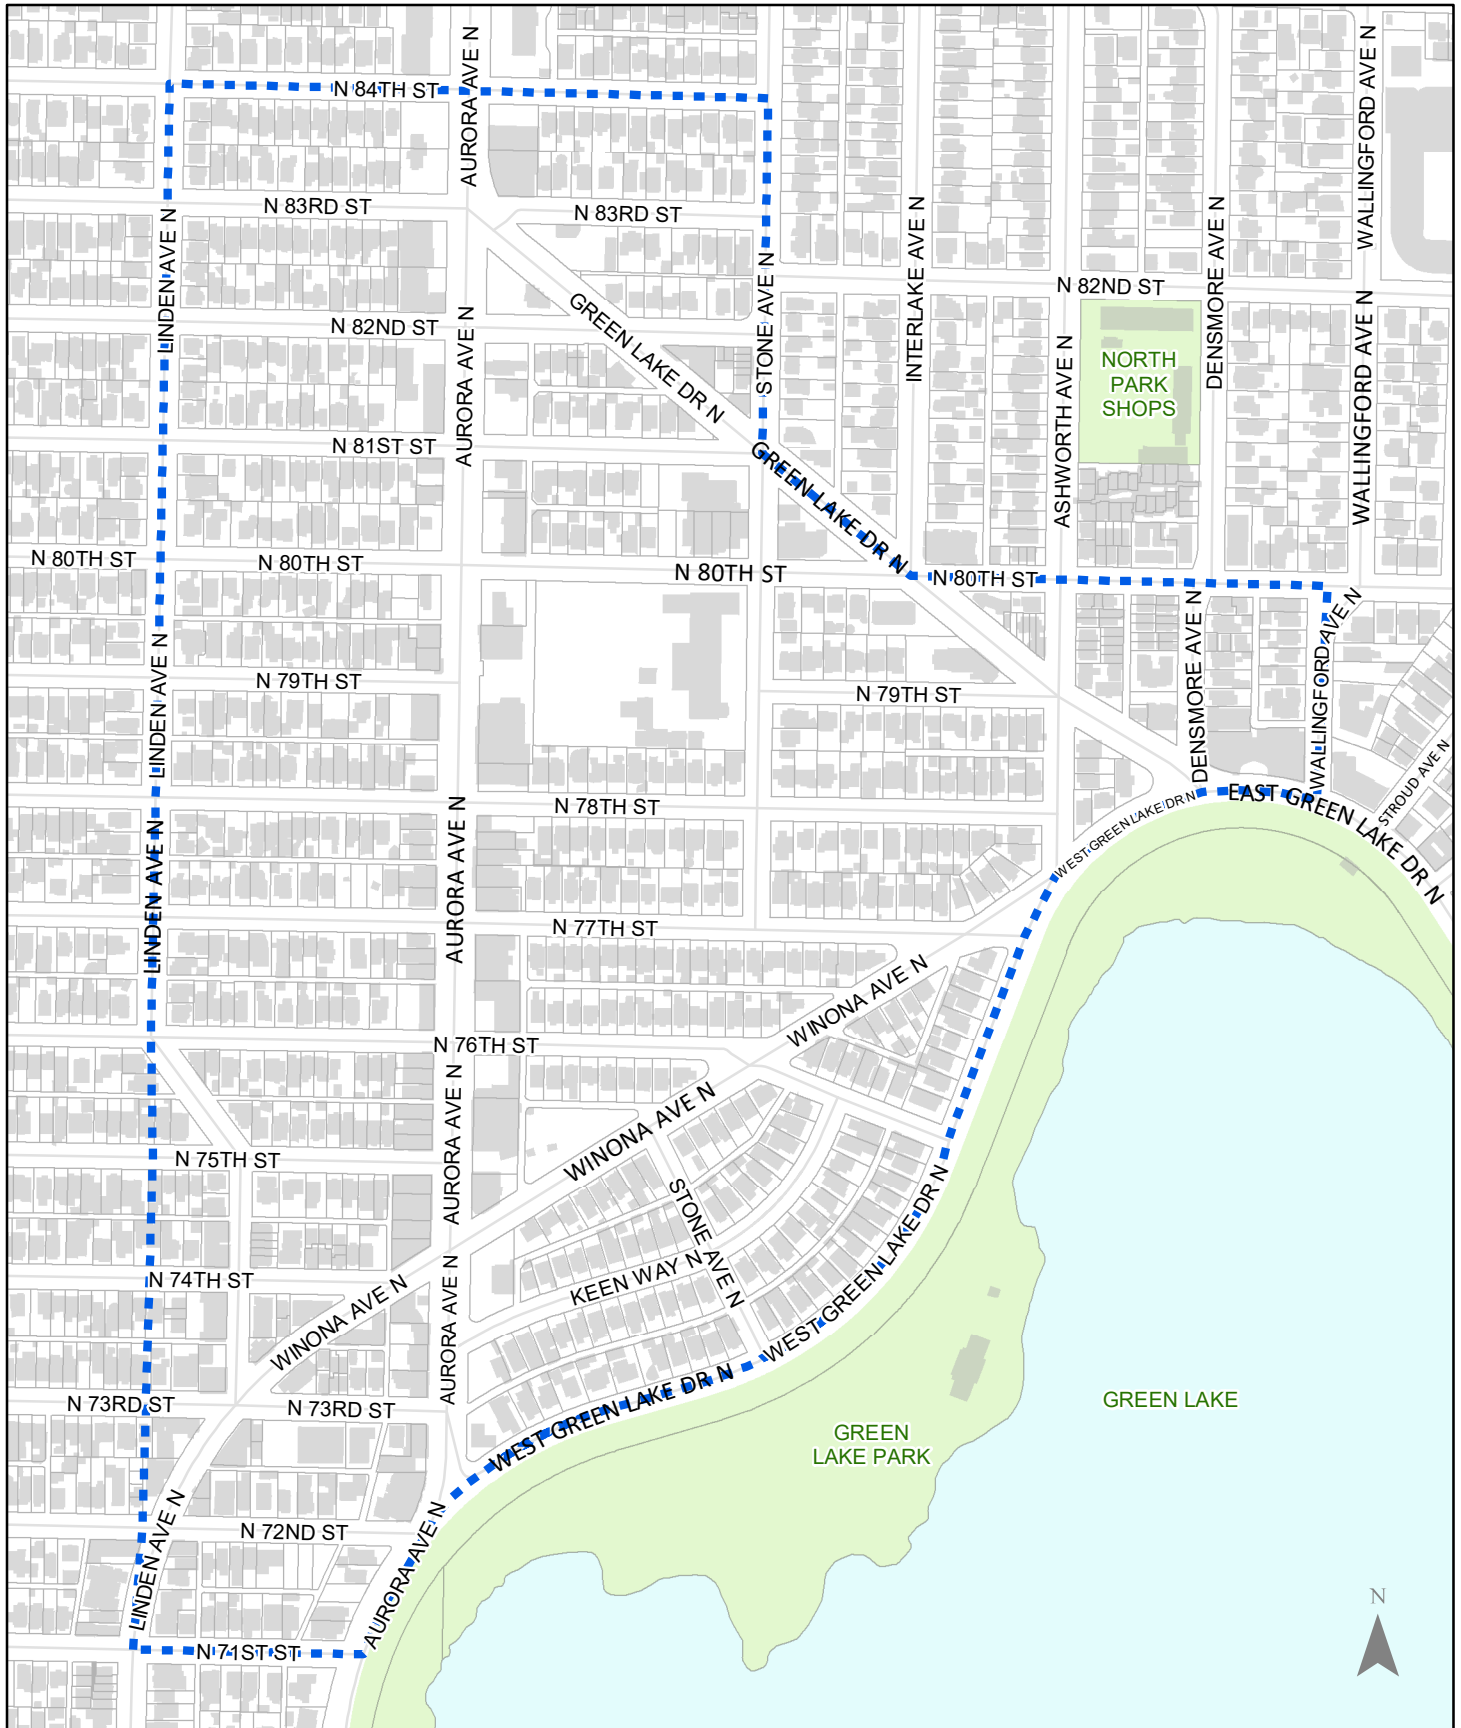 N 84TH ST
AURORA AVE N
WALLINGFORD AVE N
N 83RD ST
N 83RD ST
LINDEN AVE N
STONE AVE N
INTERLAKE AVE N
DENSMORE AVE N
N 82ND ST
N 82ND ST
GREEN LAKE DR N
AURORA AVE N
ASHWORTH AVE N
WALLINGFORD AVE N
NORTH
PARK
SHOPS
N 81ST ST
GREEN LAKE DR N
N 80TH ST
N 80TH ST
N 80TH ST
N 80TH ST
LINDEN AVE N
DENSMORE AVE N
WALLINGFORD AVE N
N 79TH ST
N 79TH ST
STROUD AVE N
N 78TH ST
WEST GREEN LAKE DR N
EAST GREEN LAKE DR N
LINDEN AVE N
AURORA AVE N
N 77TH ST
WINONA AVE N
N 76TH ST
AURORA AVE N
WINONA AVE N
N 75TH ST
STONE AVE N
WEST GREEN LAKE DR N
N 74TH ST
KEEN WAY N
WINONA AVE N
AURORA AVE N
N 73RD ST
N 73RD ST
WEST GREEN LAKE DR N
GREEN LAKE
GREEN
LAKE PARK
LINDEN AVE N
N 72ND ST
AURORA AVE N
N 71ST ST
N